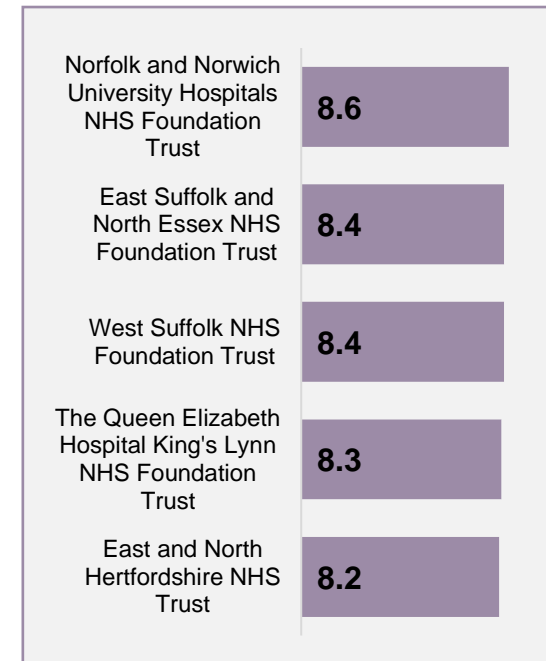 Norfolk and Norwich
University Hospitals
NHS Foundation
Trust
8.6
East Suffolk and
North Essex NHS
Foundation Trust
8.4
West Suffolk NHS
Foundation Trust
8.4
The Queen Elizabeth
Hospital King's Lynn
NHS Foundation
Trust
8.3
East and North
Hertfordshire NHS
Trust
8.2